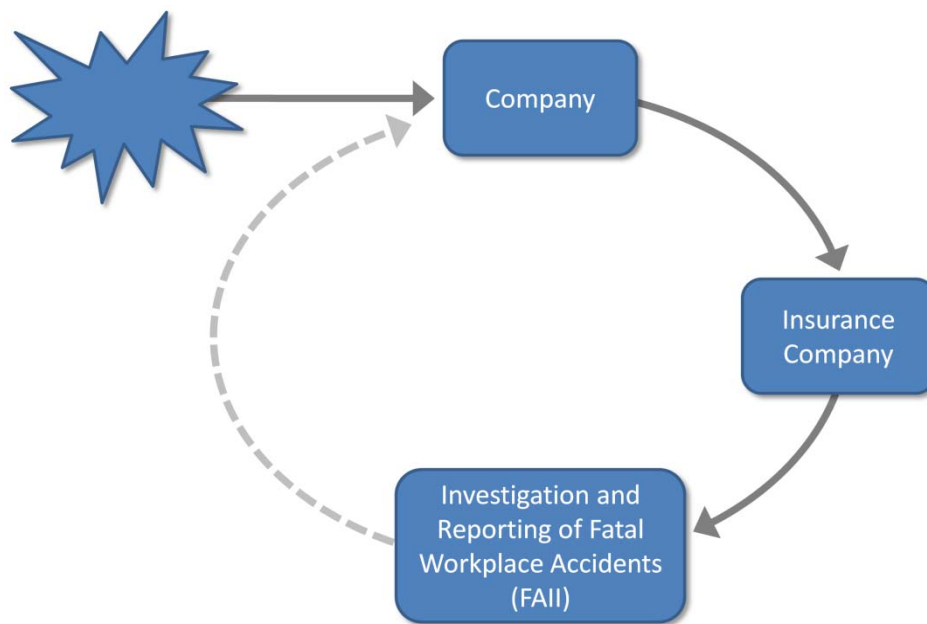 Company
Insurance
Company
Investigation and
Reporting of Fatal
Workplace Accidents
(FAII)